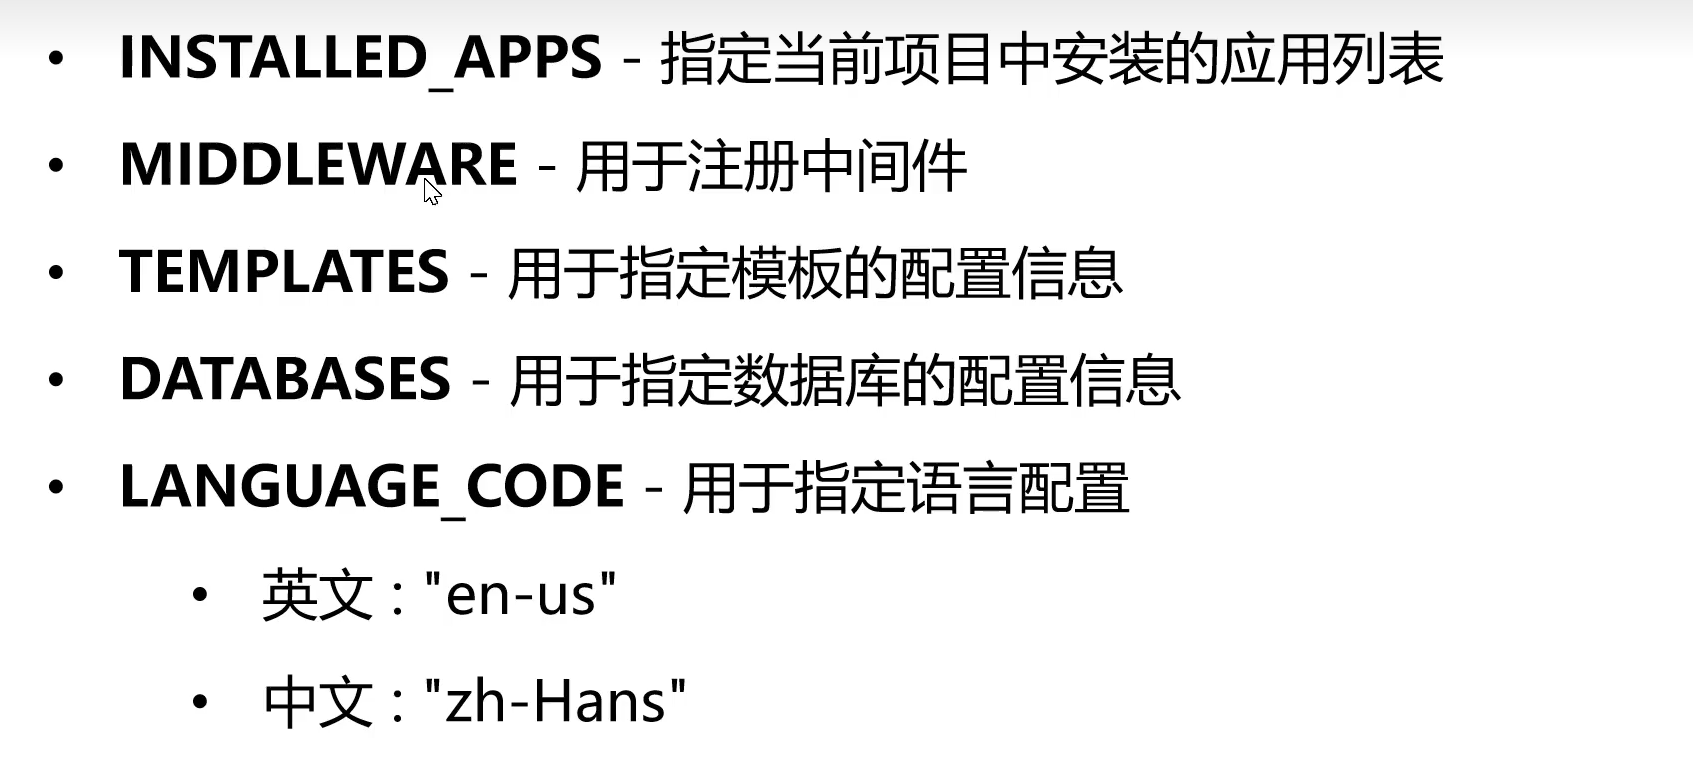 • INSTALLED_APPS - 指定当前项目中安装的应用列表
• MIDDLEWARE - 用于注册中间件
• TEMPLATES - 用于指定模板的配置信息
• DATABASES - 用于指定数据库的配置信息
• LANGUAGE_CODE - 用于指定语言配置
• 英文 : "en-us"
• 中文 : "zh-Hans"